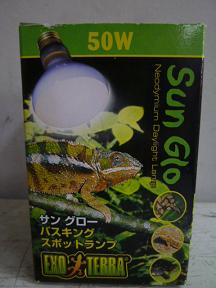 50W
Sun Glo
Neodymium Daylight Lamp
サン グロー
バスキング
スポットランプ
EXO TERRA